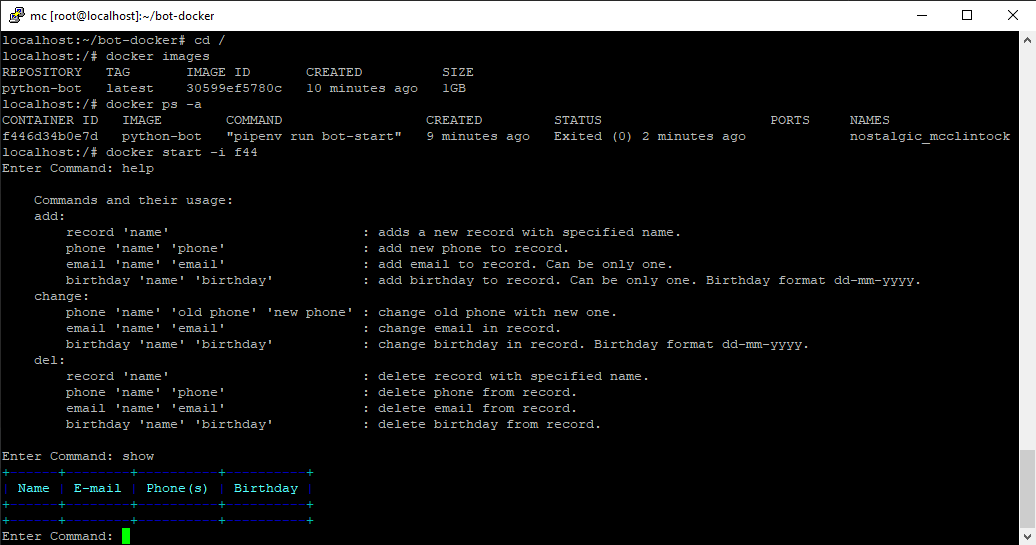 mc [root@localhost]:~/bot-docker
localhost:~/bot-docker# cd /
localhost:/# docker images
REPOSITORY   TAG       IMAGE ID       CREATED          SIZE
python-bot   latest    30599ef5780c   10 minutes ago   1GB
localhost:/# docker ps -a
CONTAINER ID   IMAGE        COMMAND                  CREATED         STATUS                     PORTS     NAMES
f446d34b0e7d   python-bot   "pipenv run bot-start"   9 minutes ago   Exited (0) 2 minutes ago             nostalgic_mcclintock
localhost:/# docker start -i f44
Enter Command: help
    Commands and their usage:
    add:
        record 'name'                        : adds a new record with specified name.
        phone 'name' 'phone'                 : add new phone to record.
        email 'name' 'email'                 : add email to record. Can be only one.
        birthday 'name' 'birthday'           : add birthday to record. Can be only one. Birthday format dd-mm-yyyy.
    change:
        phone 'name' 'old phone' 'new phone' : change old phone with new one.
        email 'name' 'email'                 : change email in record.
        birthday 'name' 'birthday'           : change birthday in record. Birthday format dd-mm-yyyy.
    del:
        record 'name'                        : delete record with specified name.
        phone 'name' 'phone'                 : delete phone from record.
        email 'name' 'email'                 : delete email from record.
        birthday 'name' 'birthday'           : delete birthday from record.
Enter Command: show
+------+--------+----------+----------+
| Name | E-mail | Phone(s) | Birthday |
+------+--------+----------+----------+
+------+--------+----------+----------+
Enter Command: